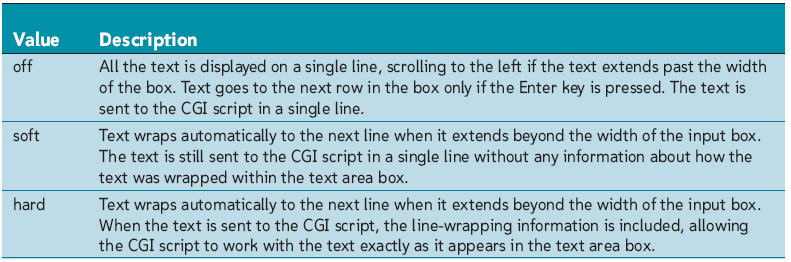 Value Description
off All the text is displayed on a single line, scrolling to the left if the text extends past the width
of the box. Text goes to the next row in the box only if the Enter key is pressed. The text is
sent to the CGI script in a single line.
soft Text wraps automatically to the next line when it extends beyond the width of the input box.
The text is still sent to the CGI script in a single line without any information about how the
text was wrapped within the text area box.
hard Text wraps automatically to the next line when it extends beyond the width of the input box.
When the text is sent to the CGI script, the line-wrapping information is included, allowing
the CGI script to work with the text exactly as it appears in the text area box.